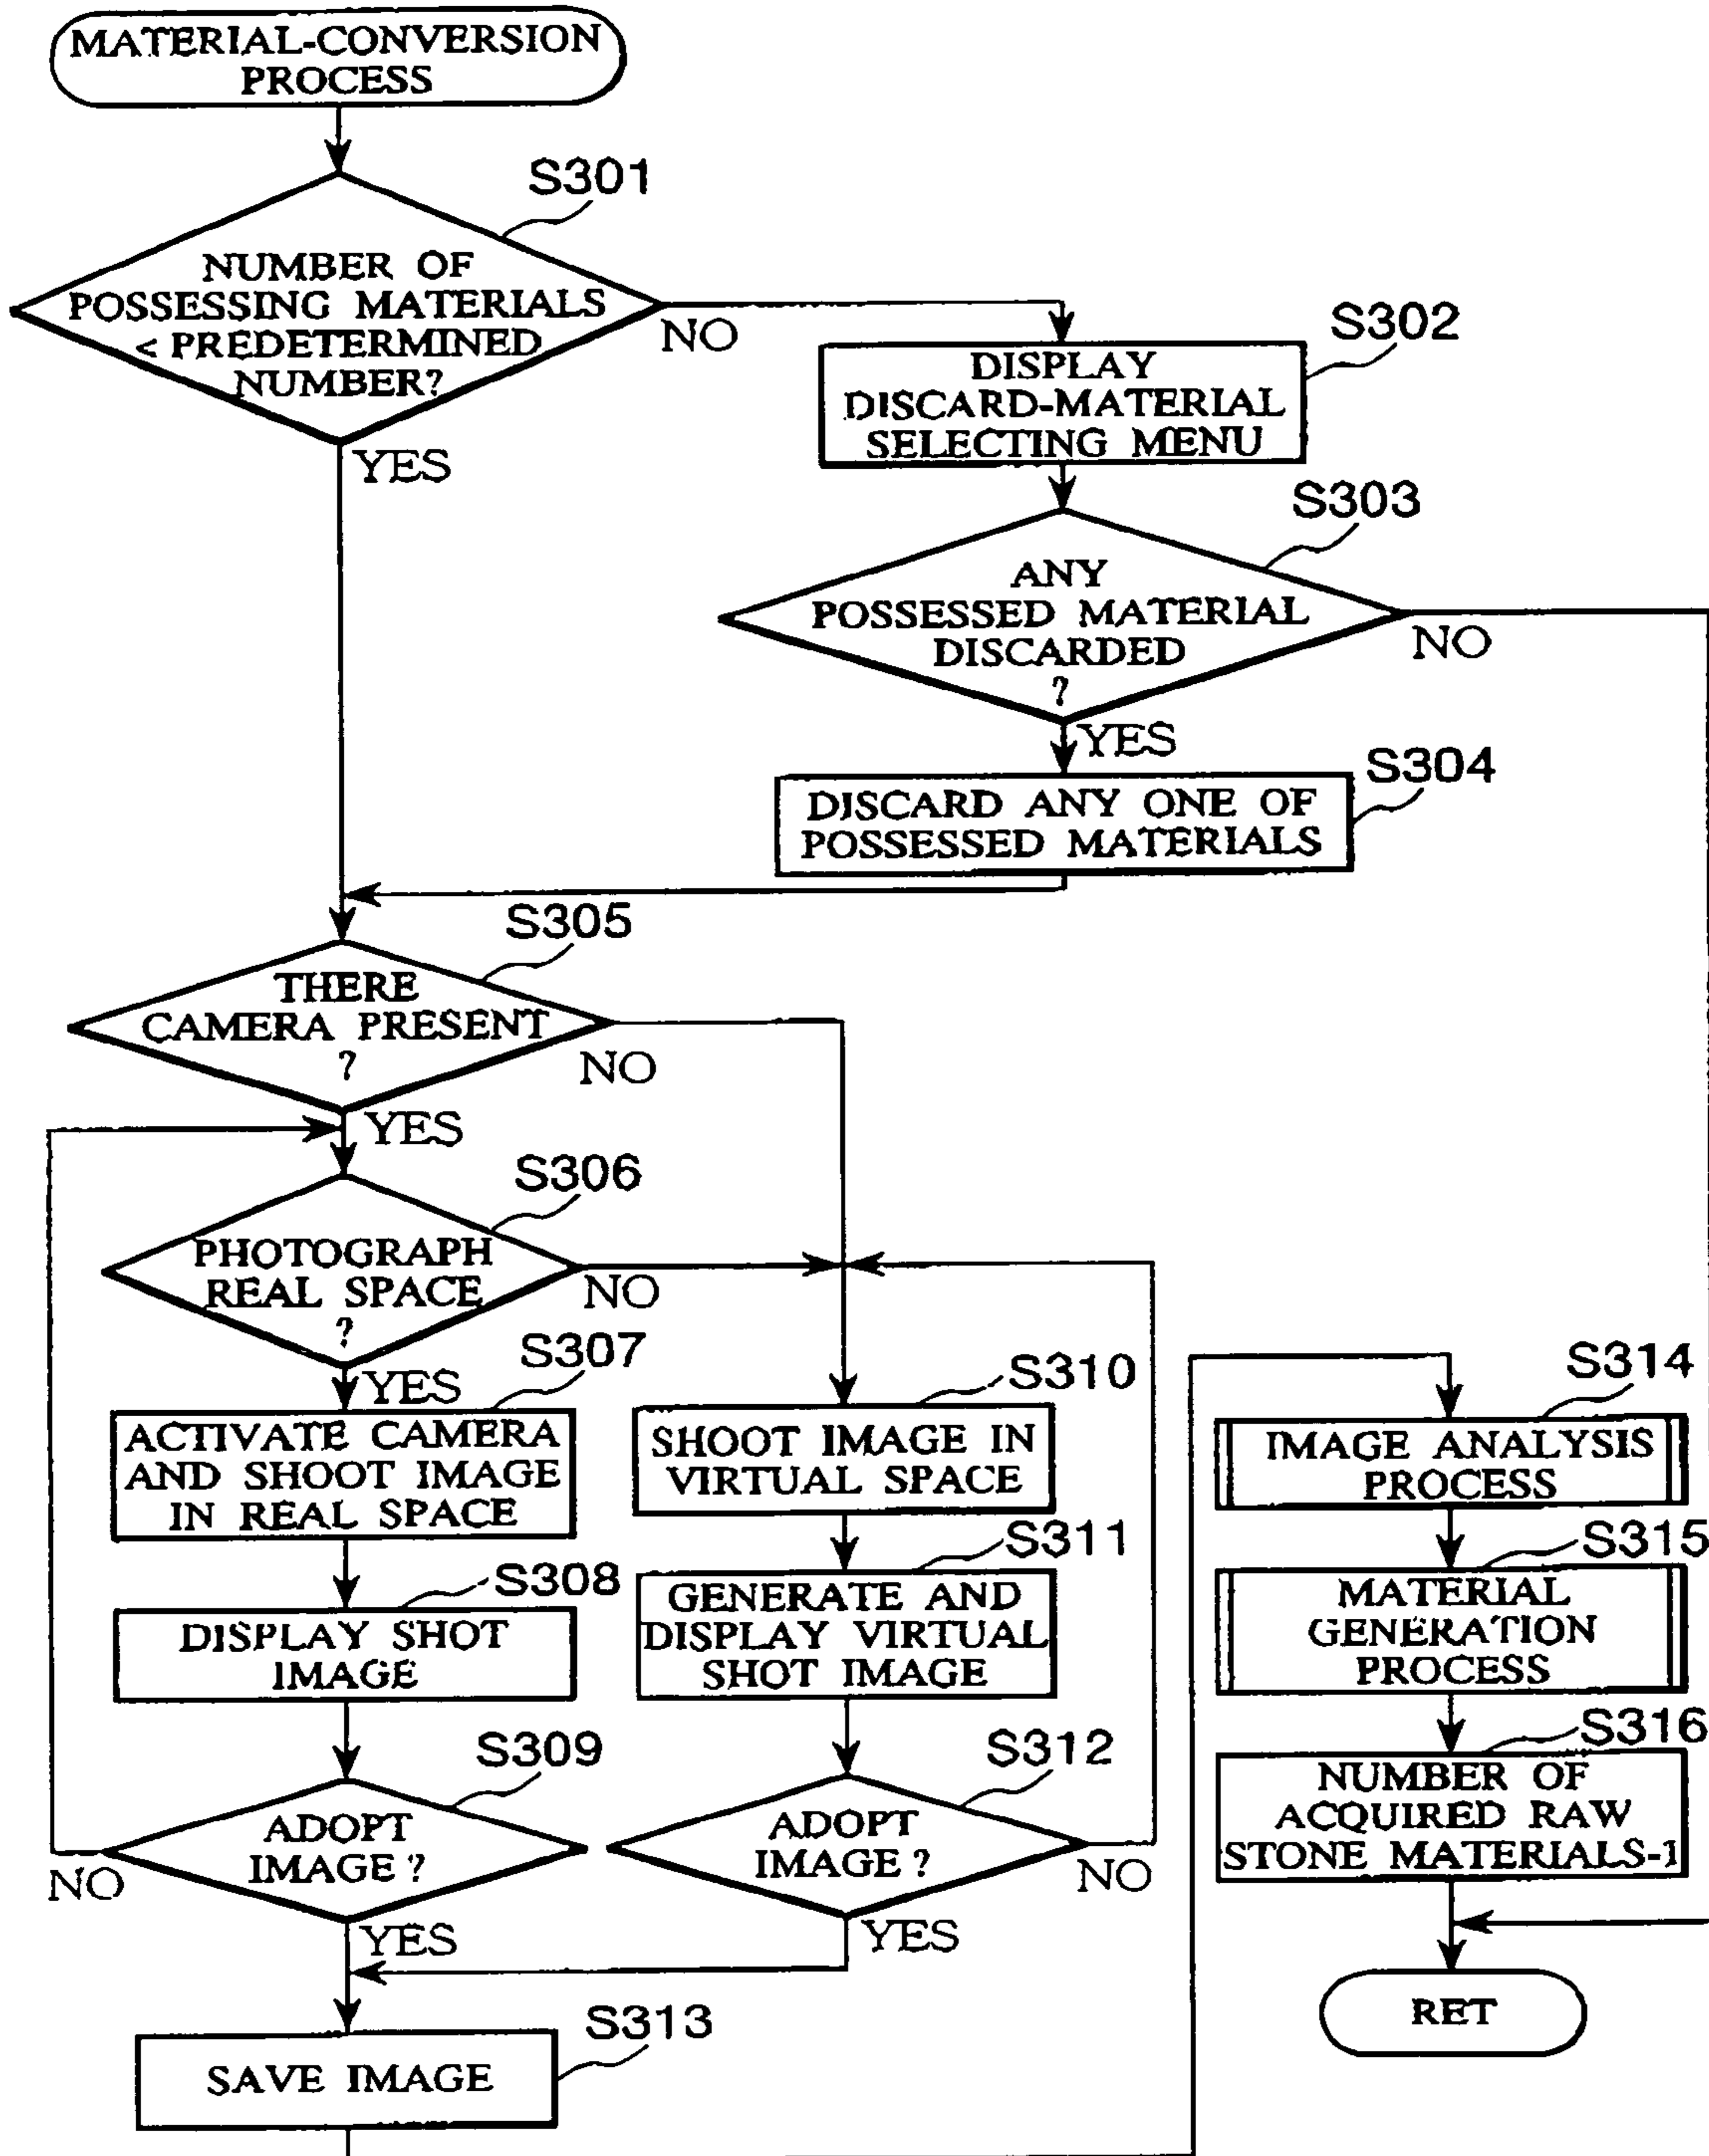 MATERIAL-CONVERSION
PROCESS
S301
NUMBER OF
POSSESSING MATERIALS
< PREDETERMINED
NUMBER?
NO
YES
S302
DISPLAY
DISCARD-MATERIAL
SELECTING MENU
S303
ANY
POSSESSED MATERIAL
DISCARDED
?
NO
YES
S304
DISCARD ANY ONE OF
POSSESSED MATERIALS
S305
THERE
CAMERA PRESENT
?
NO
YES
S306
PHOTOGRAPH
REAL SPACE
?
NO
YES
S307
ACTIVATE CAMERA
AND SHOOT IMAGE
IN REAL SPACE
S308
DISPLAY SHOT
IMAGE
S309
ADOPT
IMAGE?
NO
YES
S310
SHOOT IMAGE IN
VIRTUAL SPACE
S311
GENERATE AND
DISPLAY VIRTUAL
SHOT IMAGE
S312
ADOPT
IMAGE?
NO
YES
S313
SAVE IMAGE
S314
IMAGE ANALYSIS
PROCESS
S315
MATERIAL
GENERATION
PROCESS
S316
NUMBER OF
ACQUIRED RAW
STONE MATERIALS-1
RET